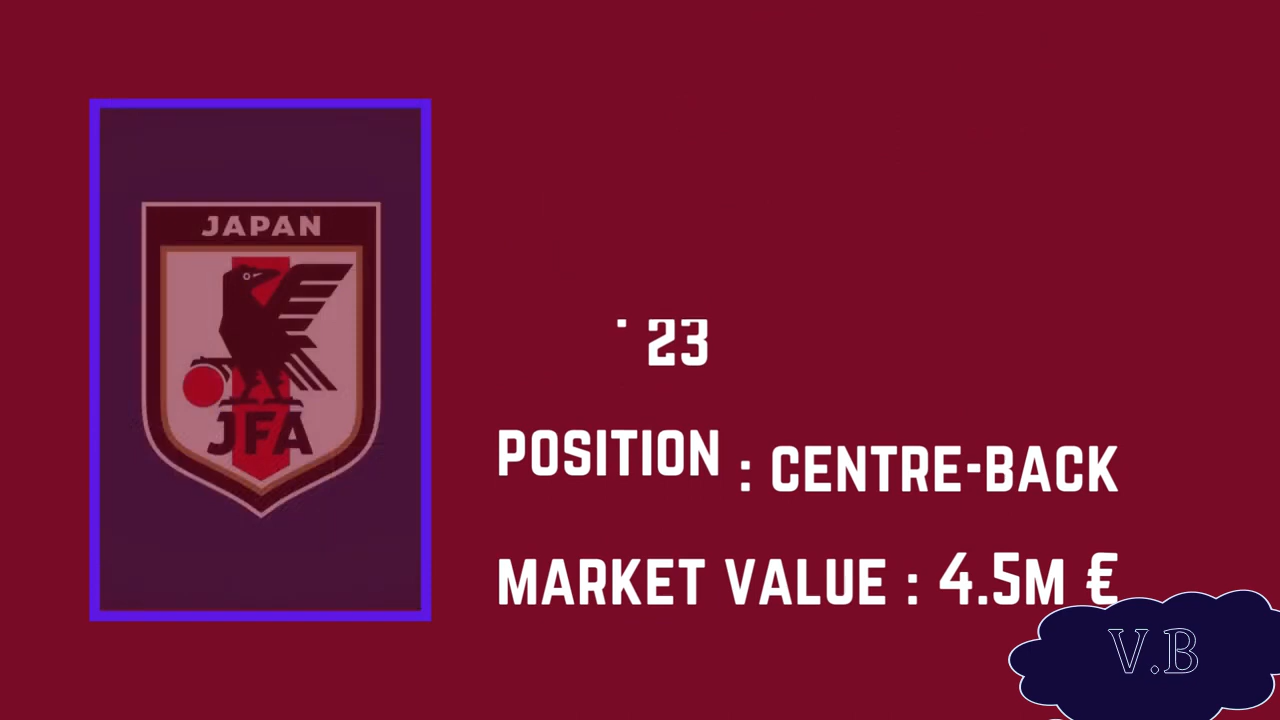 JAPAN
JFA
: 23
POSITION : CENTRE-BACK
MARKET VALUE : 4.5M €
V.B